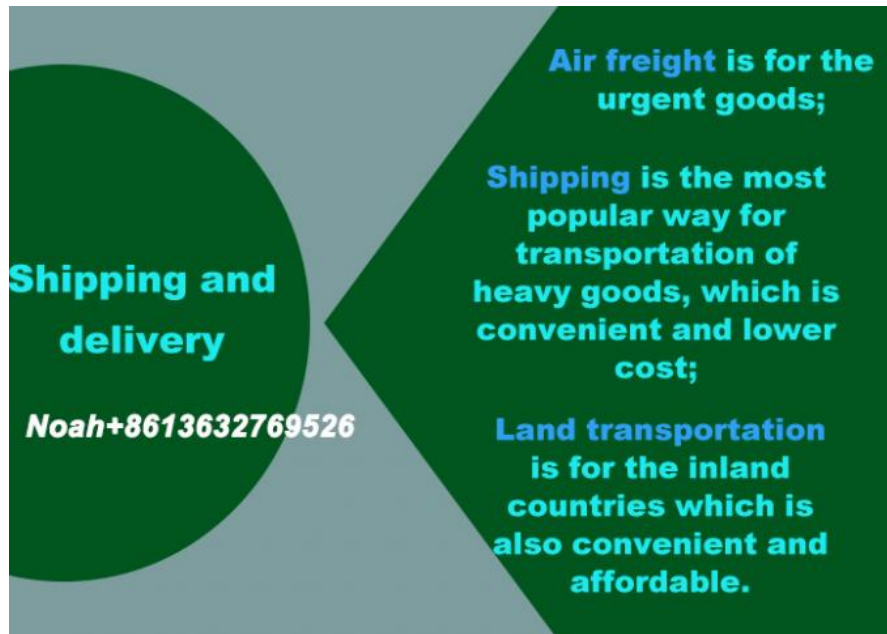 Shipping and
delivery
Noah+8613632769526
Air freight is for the
urgent goods;
Shipping is the most
popular way for
transportation of
heavy goods, which is
convenient and lower
cost;
Land transportation
is for the inland
countries which is
also convenient and
affordable.